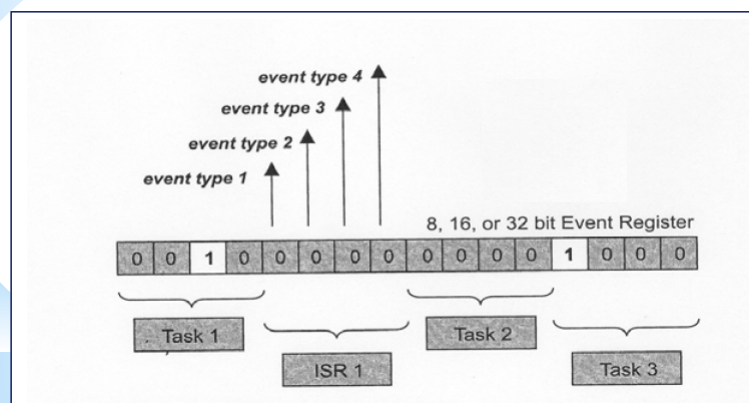 event type 4
event type 3
event type 2
event type 1
8, 16, or 32 bit Event Register
0 0 1 0 0 0 0 0 0 0 0 0 1 0 0 0
Task 1
Task 2
ISR 1
Task 3